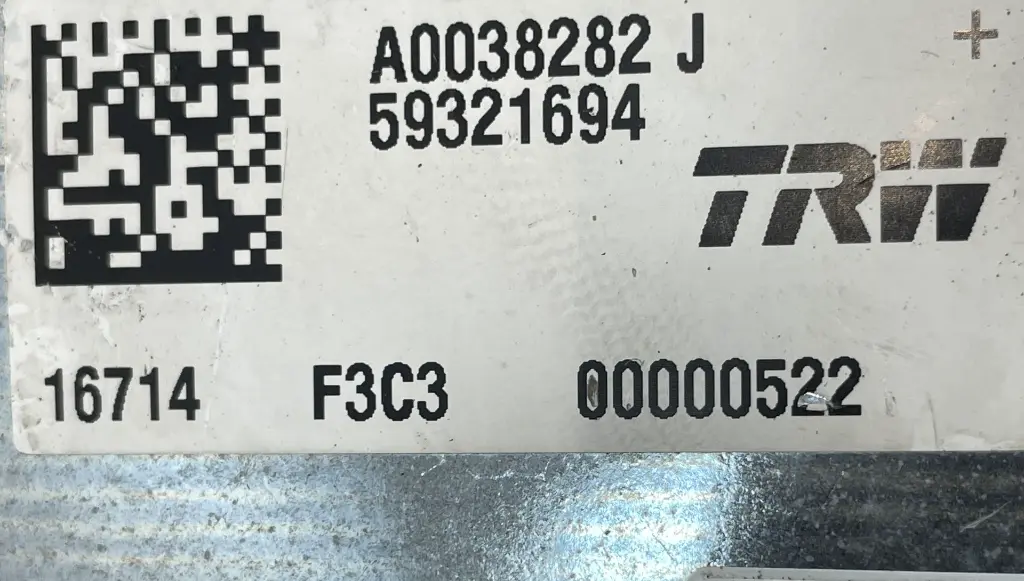 A0038282 J
59321694
TRW
16714 F3C3 00000522